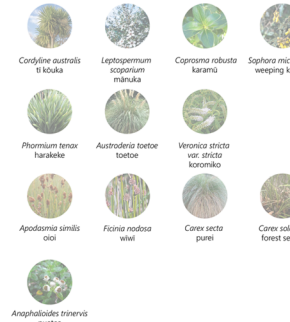 Cordyline australis
tī kōuka
Leptospermum
scoparium
mānuka
Coprosma robusta
karamū
Sophora mic
weeping k
Phormium tenax
harakeke
Austroderia toetoe
toetoe
Veronica stricta
var. stricta
koromiko
Apodasmia similis
oioi
Ficinia nodosa
wīwī
Carex secta
purei
Carex sol
forest se
Anaphalioides trinervis